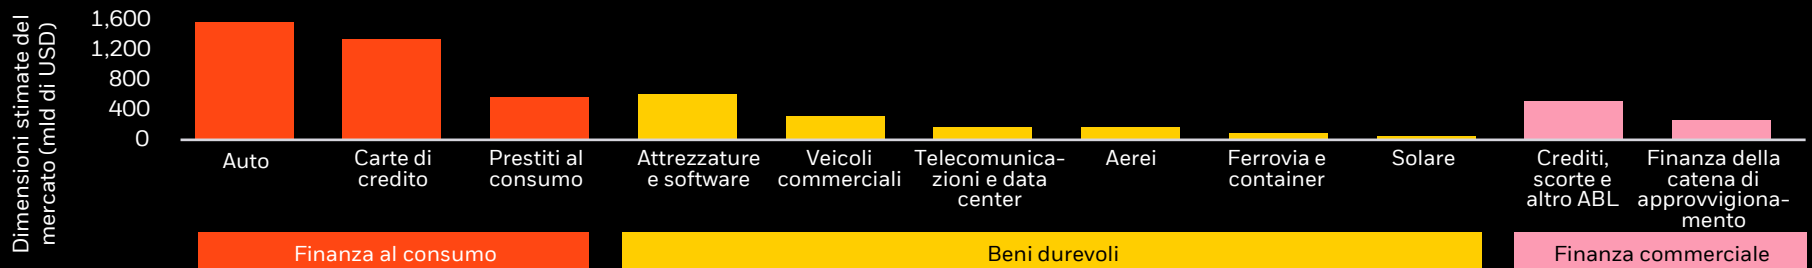 Dimensioni stimate del
mercato (mld di USD)
1,600
1,200
800
400
0
Auto
Carte di
credito
Prestiti al
consumo
Attrezzature
e software
Veicoli
commerciali
Telecomunica-
zioni e data
center
Aerei
Ferrovia e
container
Solare
Crediti,
scorte e
altro ABL
Finanza della
catena di
approvvigiona-
mento
Finanza al consumo
Beni durevoli
Finanza commerciale